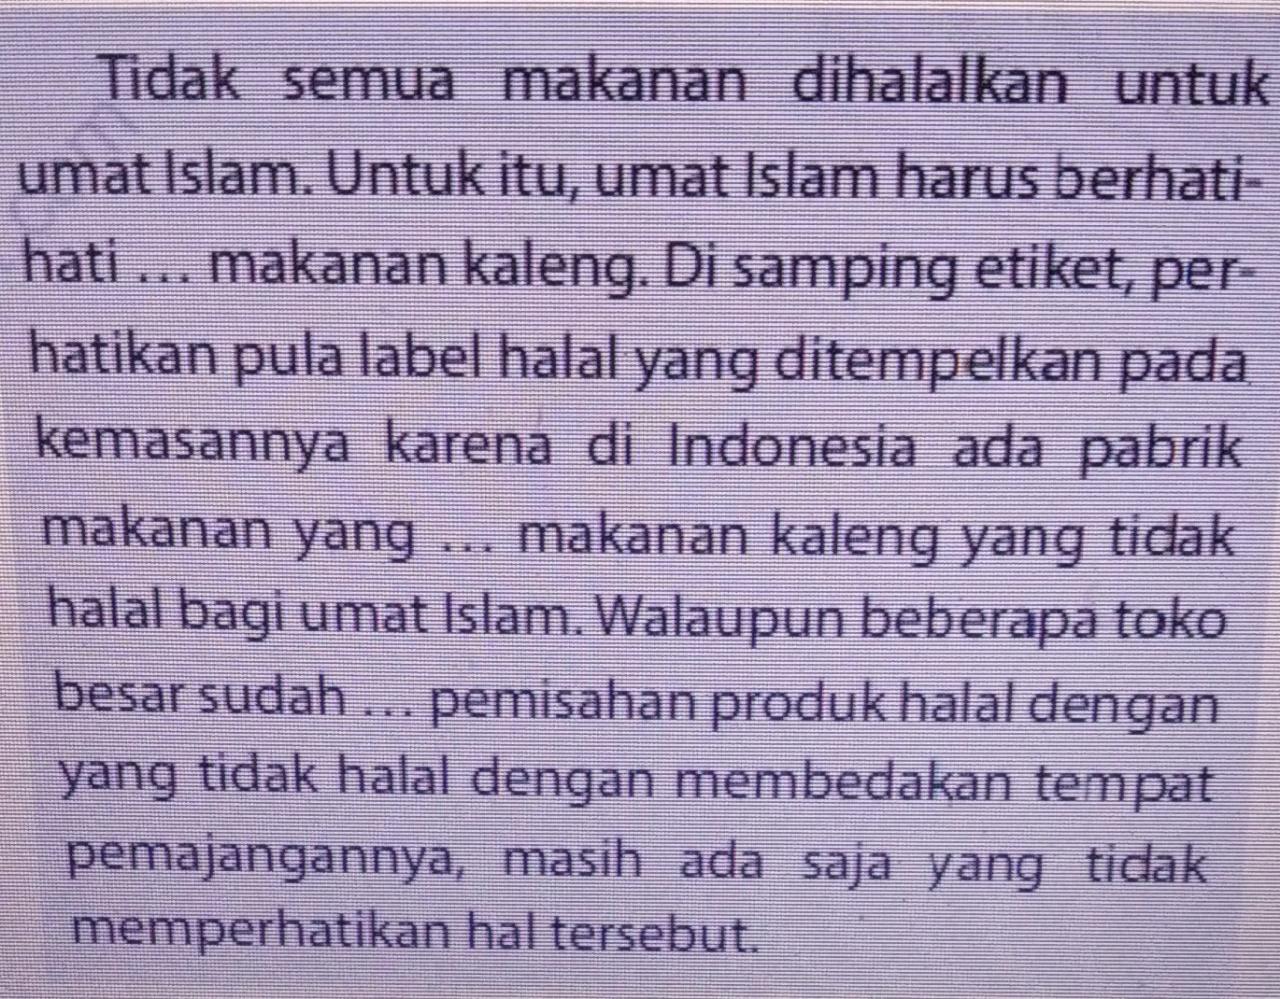 Tidak semua makanan dihalalkan untuk
umat Islam. Untuk itu, umat Islam harus berhati-
hati ... makanan kaleng. Di samping etiket, per-
hatikan pula label halal yang ditempelkan pada
kemasannya karena di Indonesia ada pabrik
makanan yang ... makanan kaleng yang tidak
halal bagi umat Islam. Walaupun beberapa toko
besar sudah ... pemisahan produk halal dengan
yang tidak halal dengan membedakan tempat
pemajangannya, masih ada saja yang tidak
memperhatikan hal tersebut.